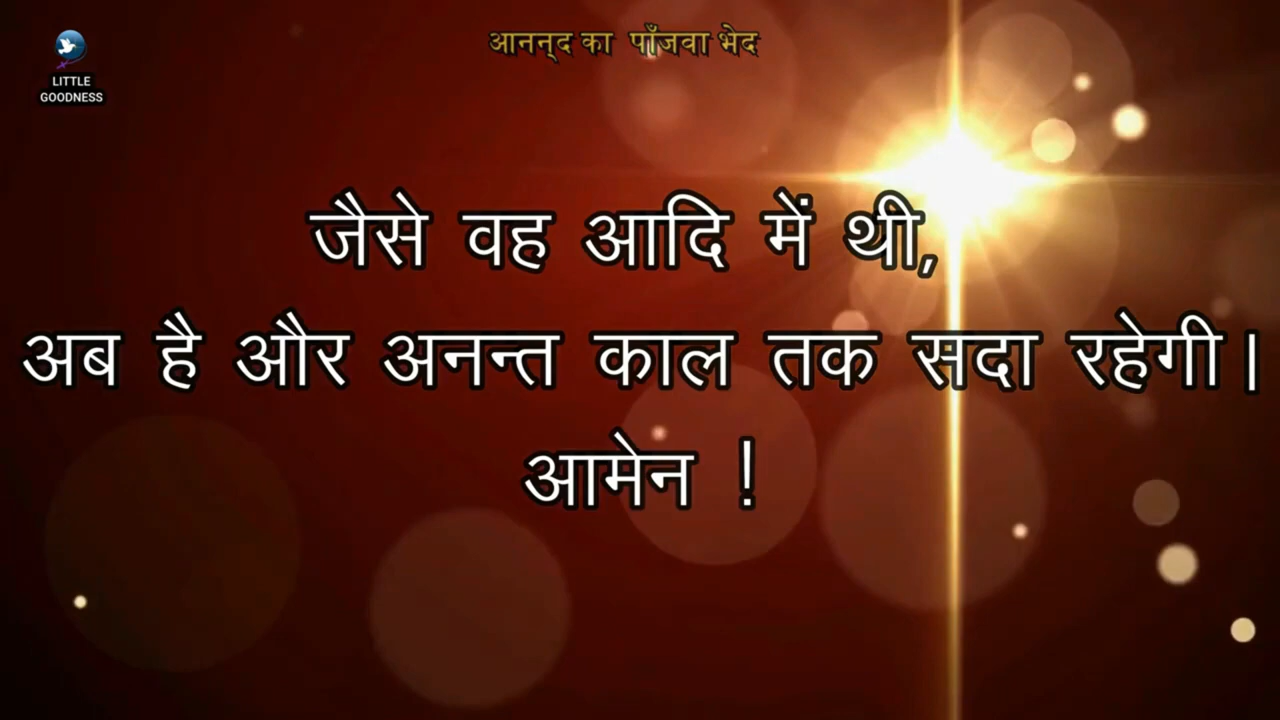 आनन्‌द का पाँजवा भेद
LITTLE
GOODNESS
जैसे वह आदि में थी,
अब है और अनन्त काल तक सदा रहेगी।
आमेन !